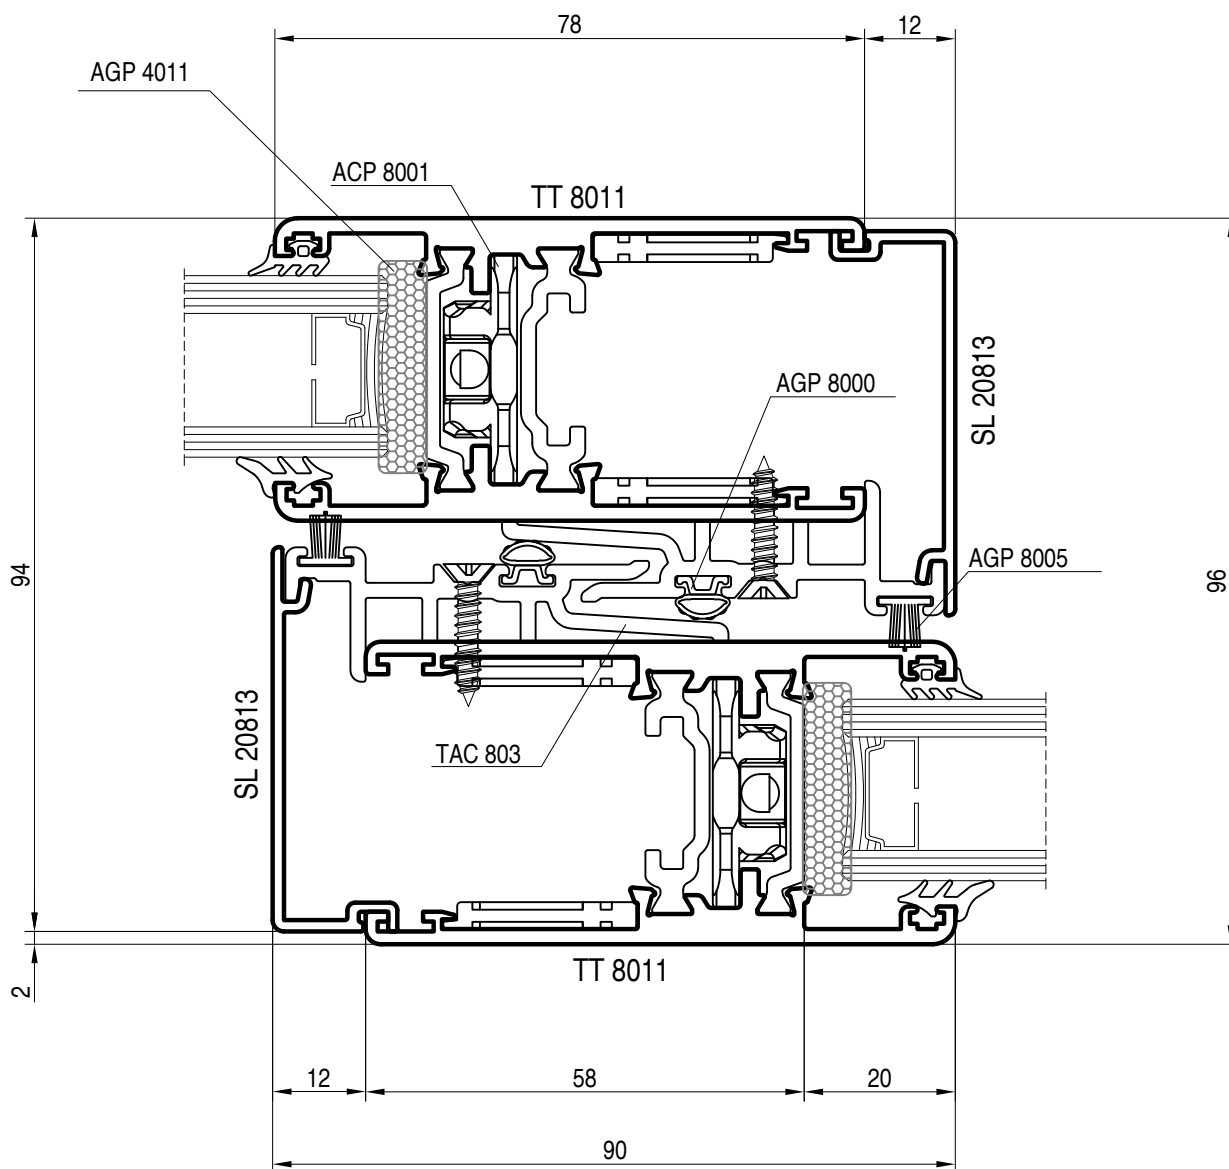 78
12
AGP 4011
ACP 8001
TT 8011
SL 20813
AGP 8000
AGP 8005
94
96
SL 20813
TAC 803
TT 8011
2
12
58
20
90